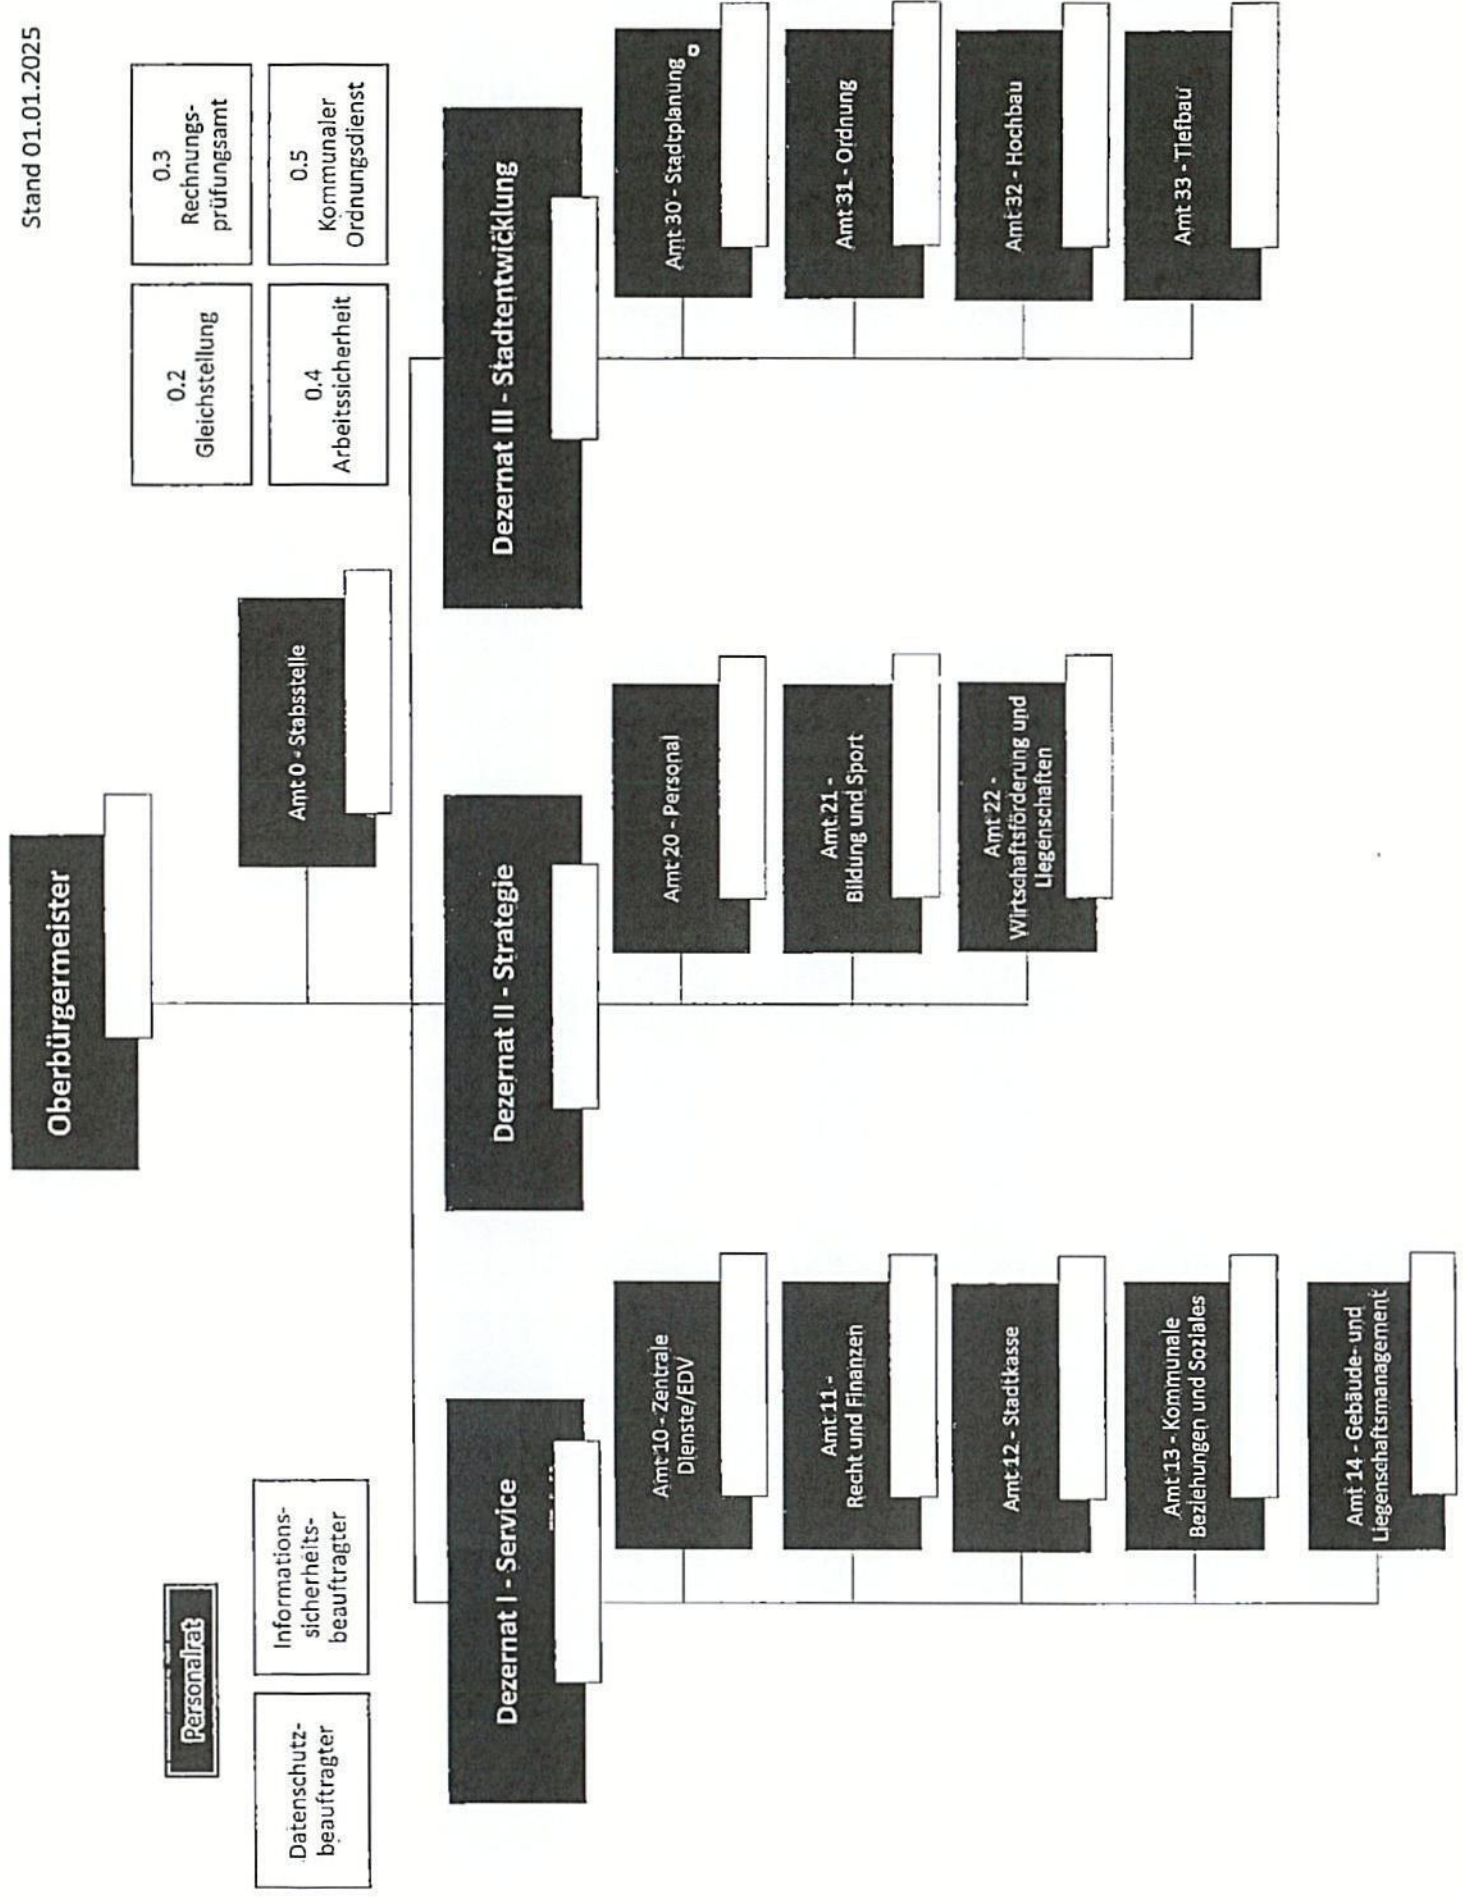 Stand 01.01.2025
Oberbürgermeister
Personalrat
Datenschutz-
beauftragter
Informations-
sicherheits-
beauftragter
Amt 0 - Stabsstelle
0.2
Gleichstellung
0.3
Rechnungs-
prüfungsamt
0.4
Arbeitssicherheit
0.5
Kommunaler
Ordnungsdienst
Dezernat I - Service
Amt 10 - Zentrale
Dienste/EDV
Amt 11 -
Recht und Finanzen
Amt 12 - Stadtkasse
Amt 13 - Kommunale
Beziehungen und Soziales
Amt 14 - Gebäude- und
Liegenschaftsmanagement
Dezernat II - Strategie
Amt 20 - Personal
Amt 21 -
Bildung und Sport
Amt 22 -
Wirtschaftsförderung und
Liegenschaften
Dezernat III - Stadtentwicklung
Amt 30 - Stadtplanung
Amt 31 - Ordnung
Amt 32 - Hochbau
Amt 33 - Tiefbau